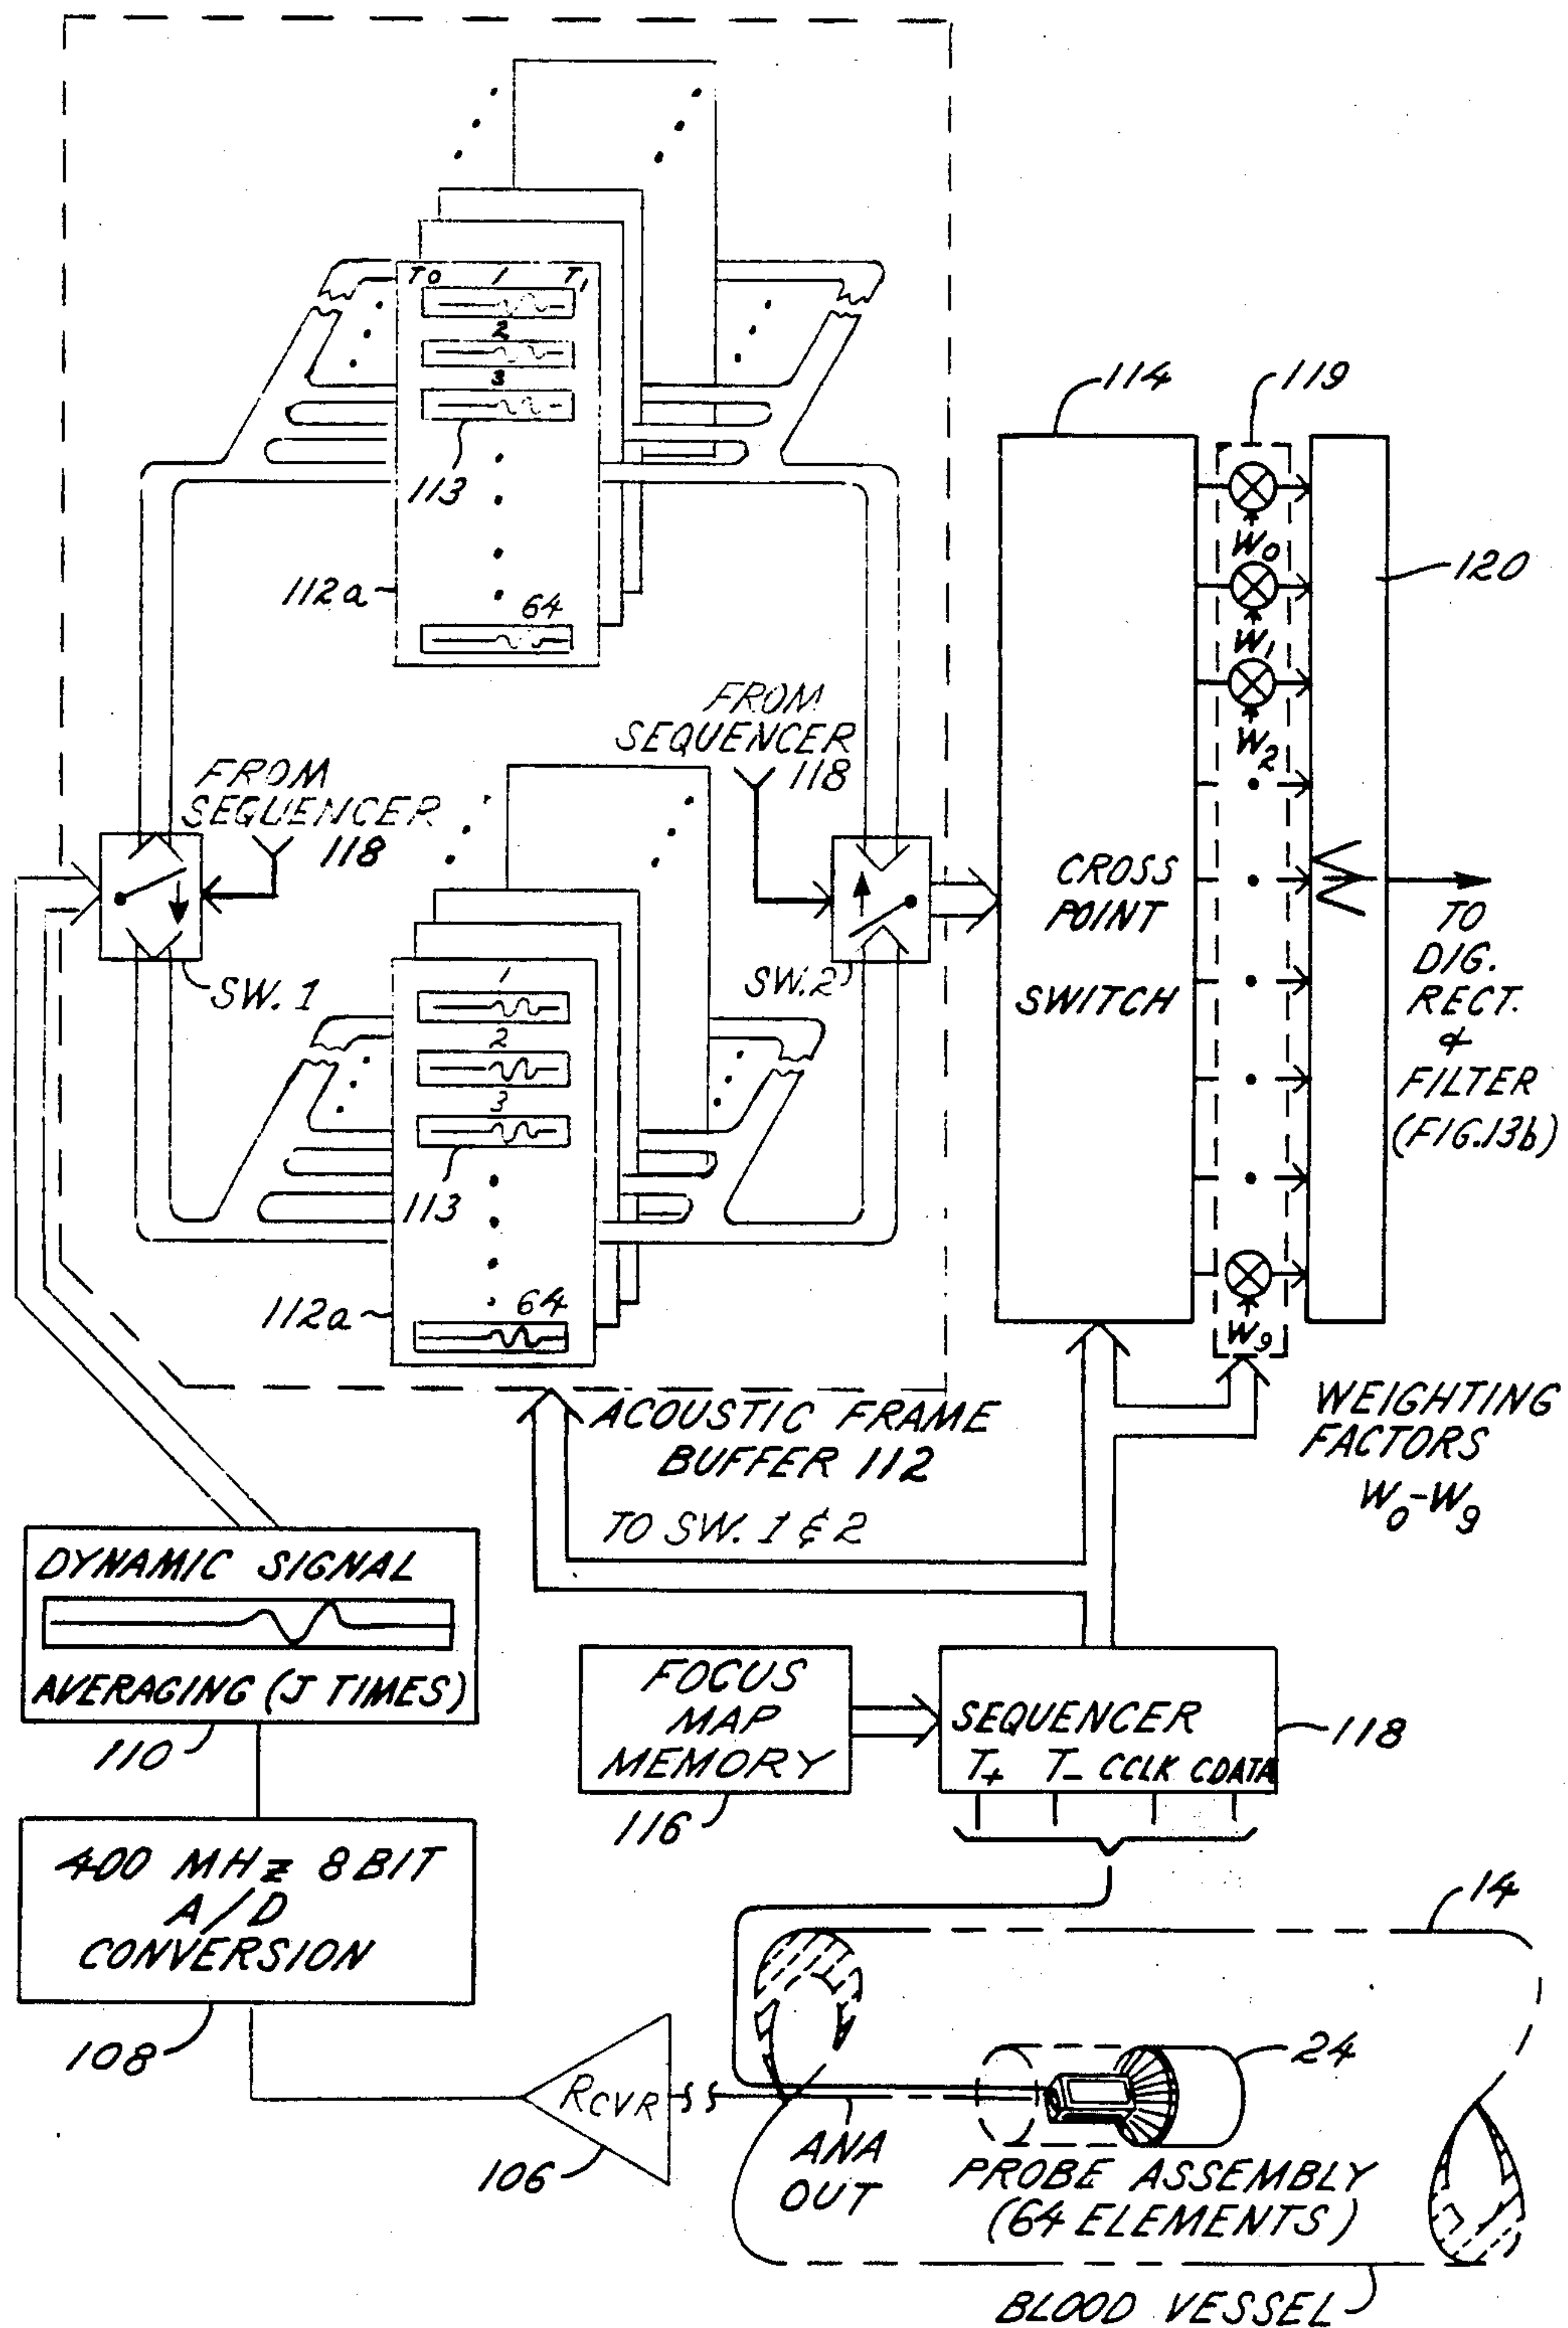 T0 1 T1
2
3
113
112a
64
114
119
W0
W1
W2
120
FROM
SEQUENCER
118
FROM
SEQUENCER
118
SW. 1
SW. 2
CROSS
POINT
SWITCH
TO
DIG.
RECT.
&
FILTER
(FIG.13b)
1
2
3
113
112a
64
W9
ACOUSTIC FRAME
BUFFER 112
WEIGHTING
FACTORS
W0-W9
TO SW. 1 & 2
DYNAMIC SIGNAL
AVERAGING (J TIMES)
110
FOCUS
MAP
MEMORY
116
SEQUENCER
T+ T- CCLK CDATA
118
400 MHz 8 BIT
A/D
CONVERSION
108
RCVR
106
ANA
OUT
14
24
PROBE ASSEMBLY
(64 ELEMENTS)
BLOOD VESSEL